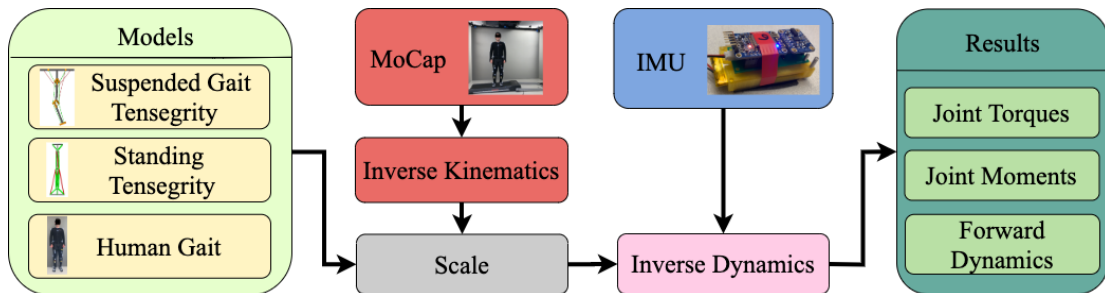 Models
Suspended Gait
Tensegrity
Standing
Tensegrity
Human Gait
MoCap
Inverse Kinematics
Scale
IMU
Inverse Dynamics
Results
Joint Torques
Joint Moments
Forward
Dynamics